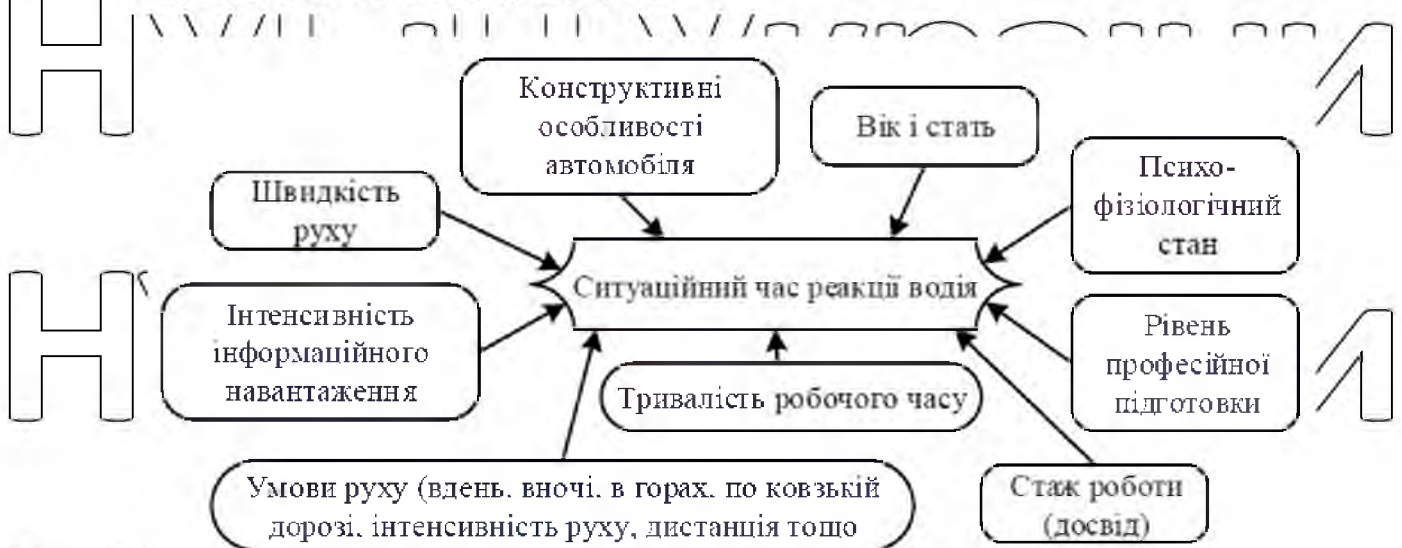 Конструктивні
особливості
автомобіля
Вік і стать
Психо-
фізіологічний
стан
Швидкість
руху
Ситуаційний час реакції водія
Інтенсивність
інформаційного
навантаження
Рівень
професійної
підготовки
Тривалість робочого часу
Умови руху (вдень. вночі. в горах. по ковзькій
дорозі. інтенсивність руху, дистанція тощо
Стаж роботи
(досвід)